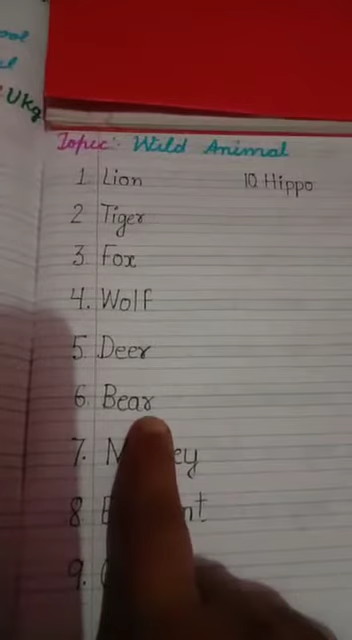 UKg
Topic:- Wild Animal
1 Lion
10 Hippo
2 Tiger
3. Fox
4. Wolf
5. Deer
6. Bear
7.
8.
9.